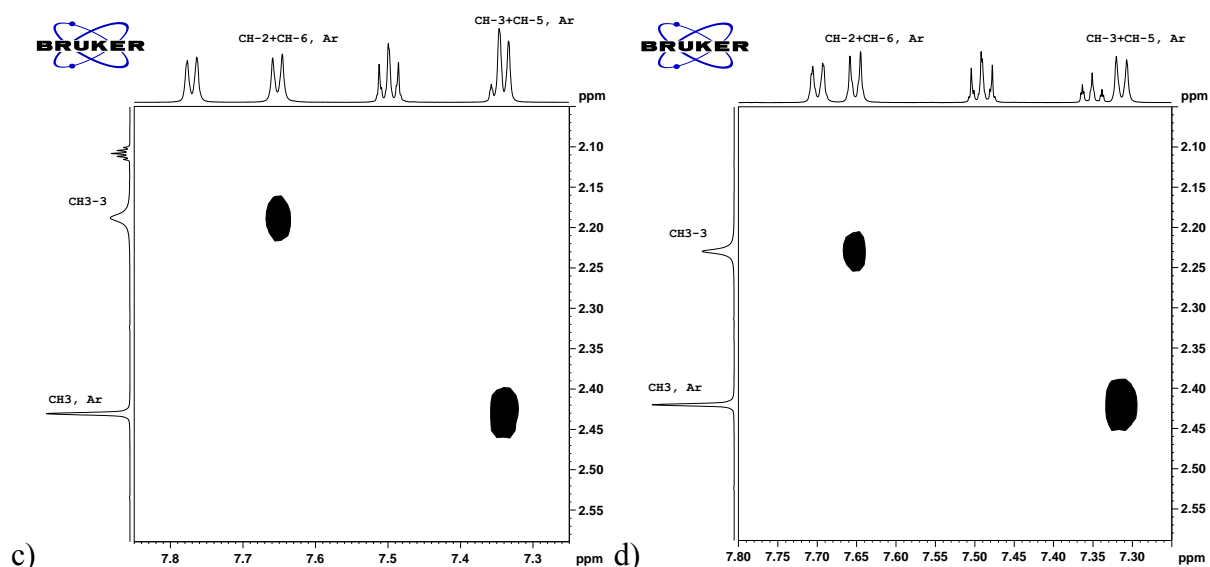 BRUKER
CH-2+CH-6, Ar
CH-3+CH-5, Ar
ppm
2.10
2.15
CH3-3
2.20
2.25
2.30
2.35
CH3, Ar
2.40
2.45
2.50
2.55
c)
7.8
7.7
7.6
7.5
7.4
7.3
ppm
BRUKER
CH-2+CH-6, Ar
CH-3+CH-5, Ar
ppm
2.10
2.15
2.20
CH3-3
2.25
2.30
2.35
CH3, Ar
2.40
2.45
2.50
2.55
d)
7.80
7.75
7.70
7.65
7.60
7.55
7.50
7.45
7.40
7.35
7.30
ppm